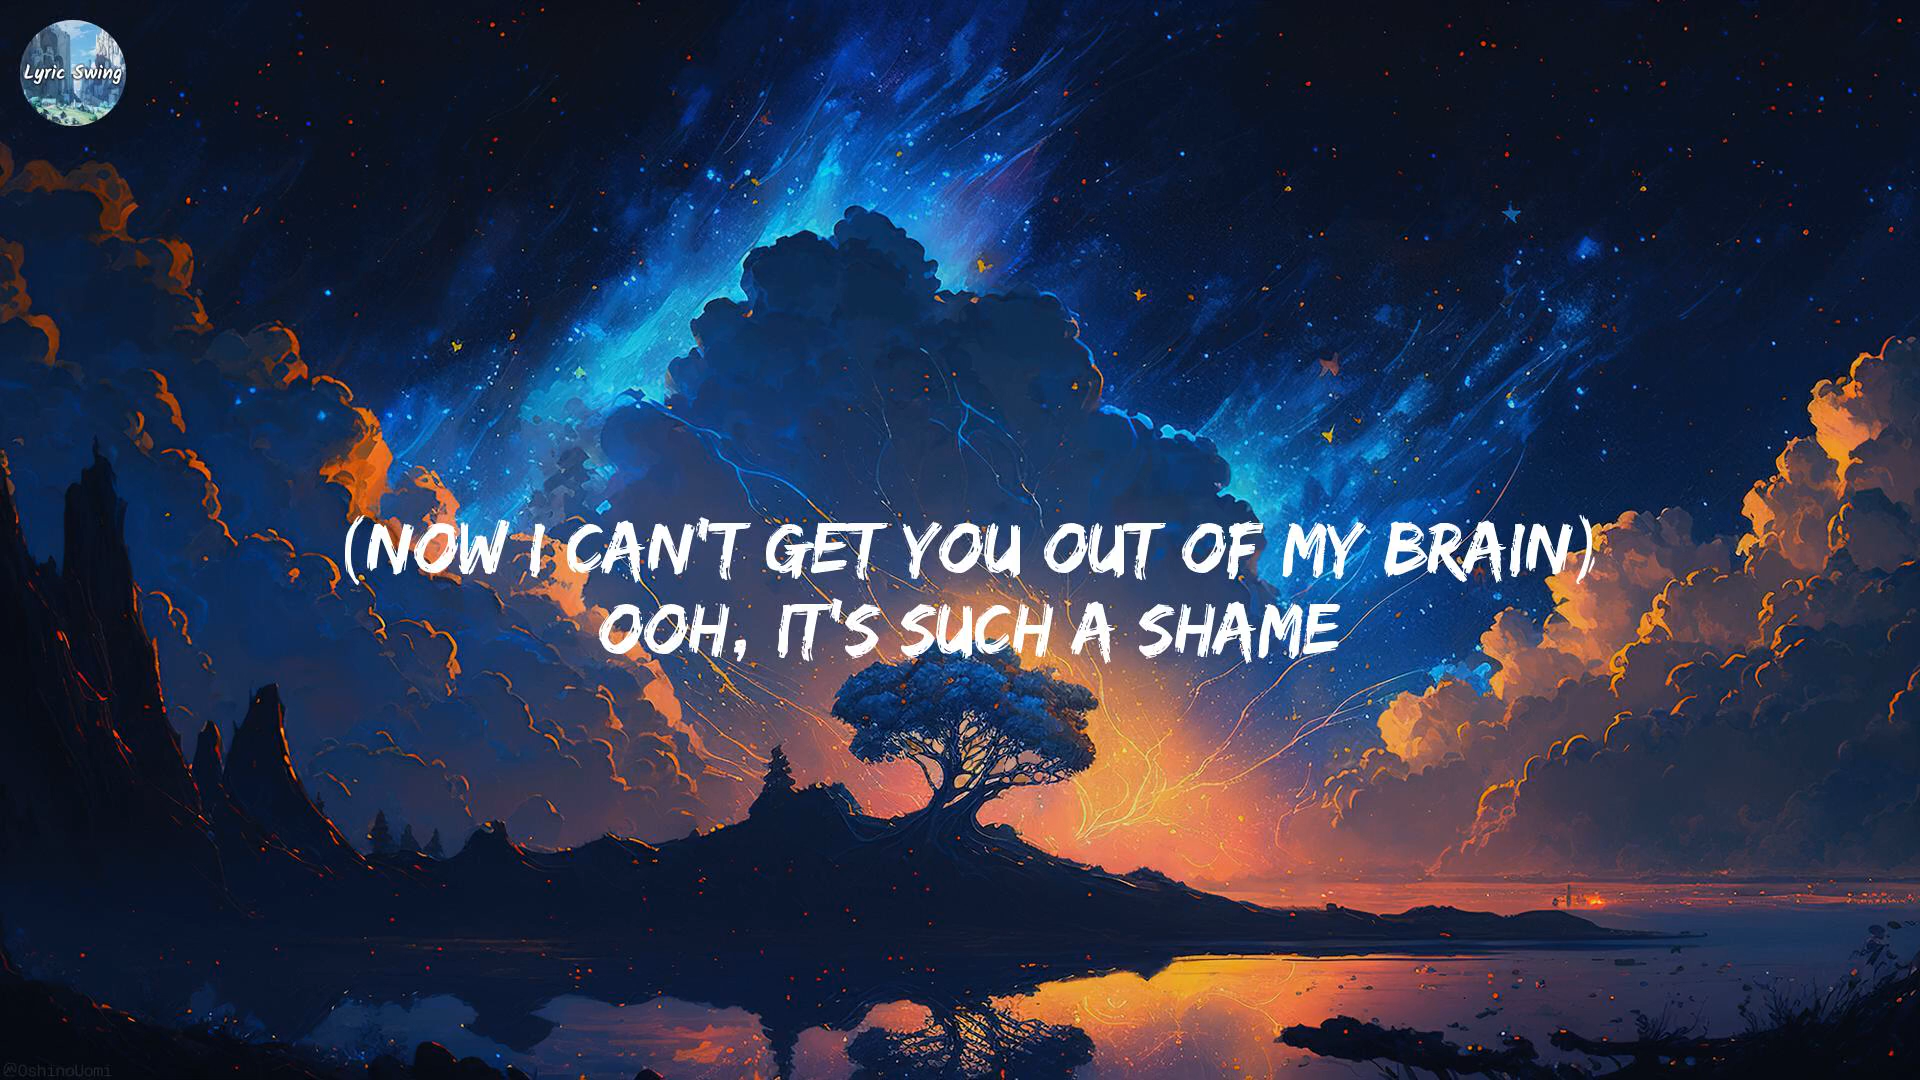 Lyric Swing
(NOW I CAN'T GET YOU OUT OF MY BRAIN)
OOH, IT'S SUCH A SHAME
@OshinoUomi